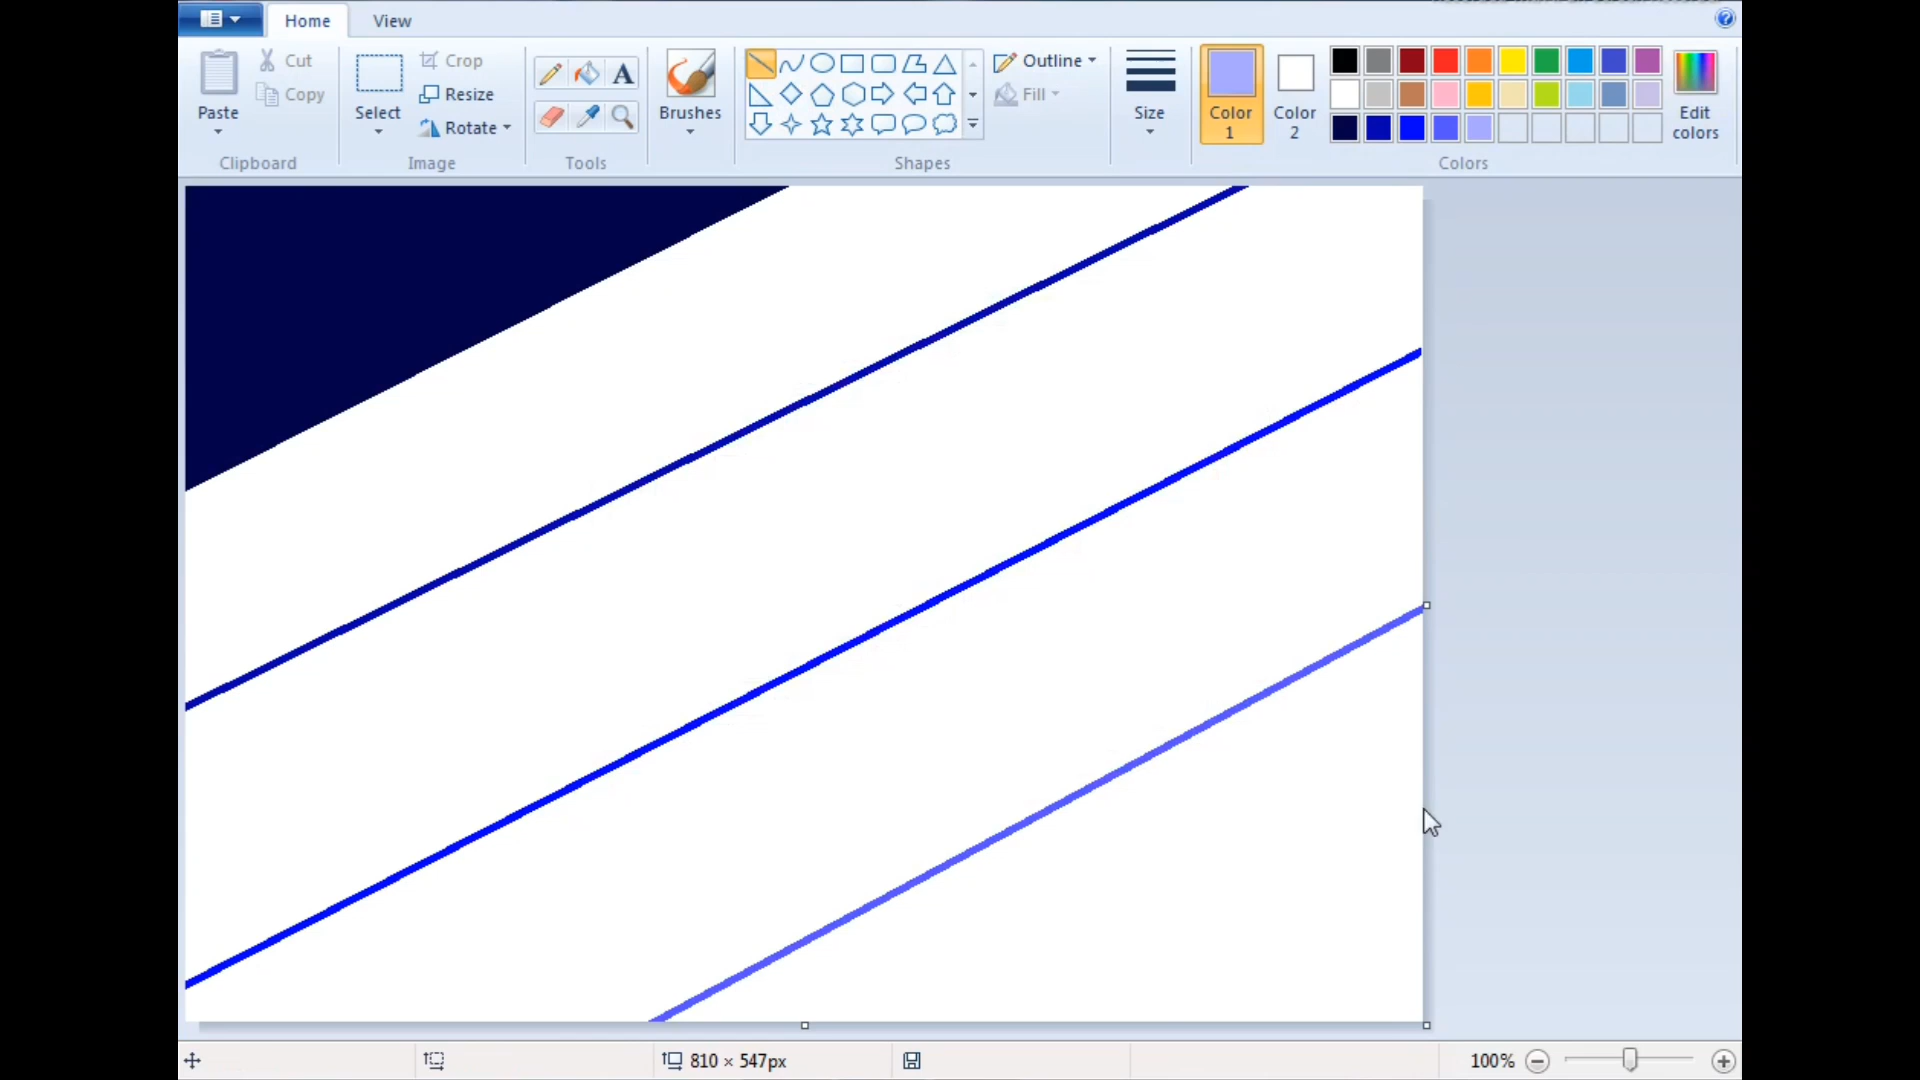 Home View
Paste
Cut
Copy
Clipboard
Select
Crop
Resize
Rotate
Image
A
Tools
Brushes
Shapes
Outline
Fill
Size
Color 1
Color 2
Edit colors
Colors
810 × 547px
100%